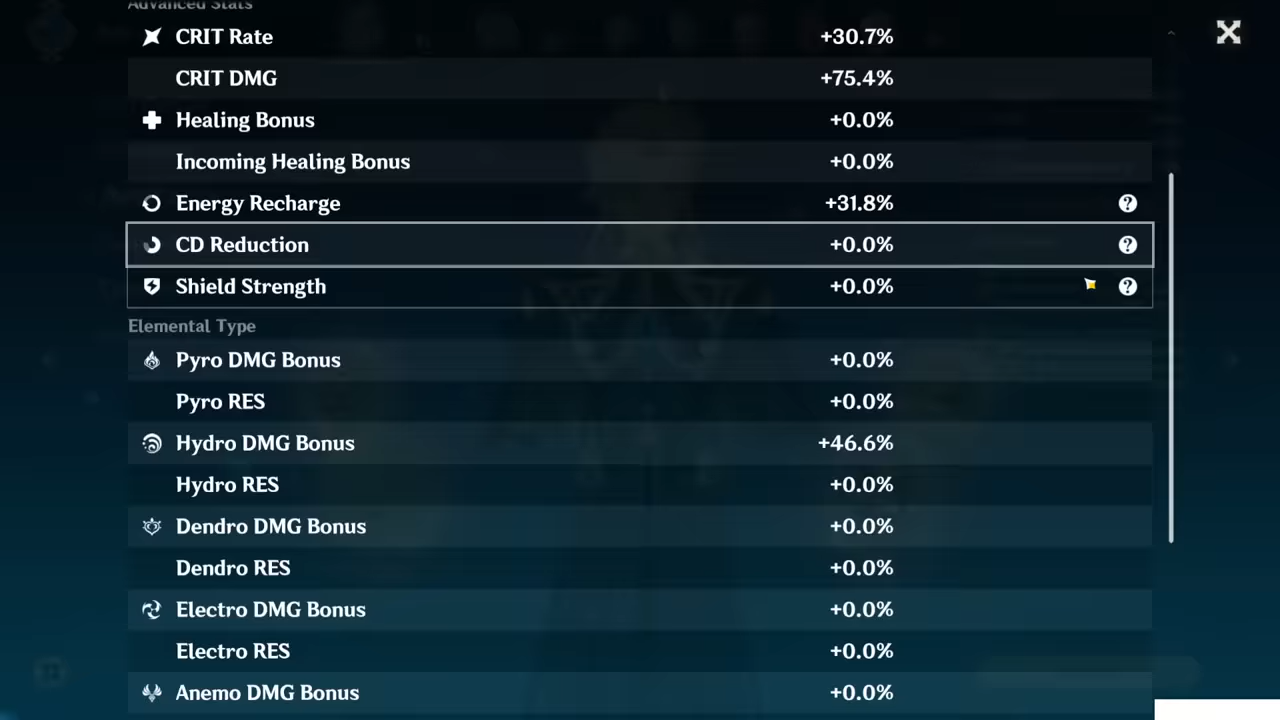 Advanced Stats
CRIT Rate +30.7%
CRIT DMG +75.4%
Healing Bonus +0.0%
Incoming Healing Bonus +0.0%
Energy Recharge +31.8% ?
CD Reduction +0.0% ?
Shield Strength +0.0% ?
Elemental Type
Pyro DMG Bonus +0.0%
Pyro RES +0.0%
Hydro DMG Bonus +46.6%
Hydro RES +0.0%
Dendro DMG Bonus +0.0%
Dendro RES +0.0%
Electro DMG Bonus +0.0%
Electro RES +0.0%
Anemo DMG Bonus +0.0%